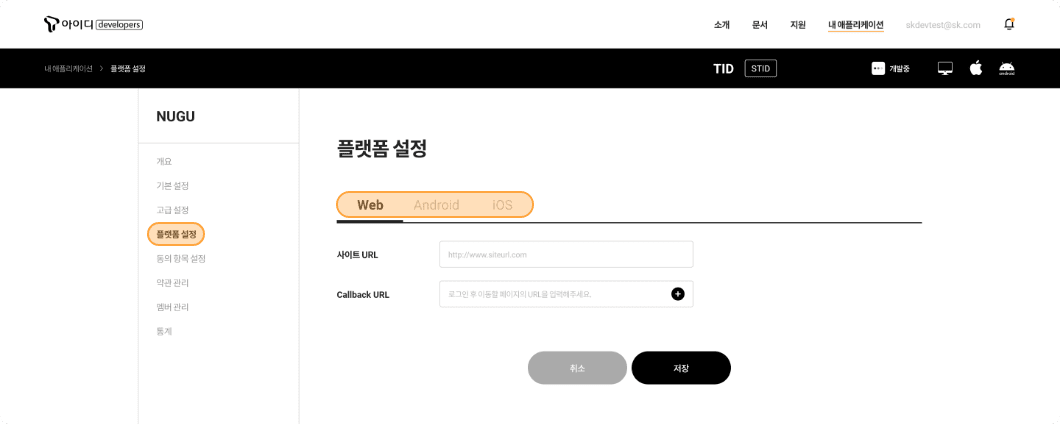 아이디 developers
소개 문서 지원 내 애플리케이션 skdevtest@sk.com
내 애플리케이션 > 플랫폼 설정 TID STID 개발중 android
NUGU
개요
기본 설정
고급 설정
플랫폼 설정
동의 항목 설정
약관 관리
멤버 관리
통계
플랫폼 설정
Web Android iOS
사이트 URL http://www.siteurl.com
Callback URL 로그인 후 이동할 페이지의 URL를 입력해주세요.
취소 저장